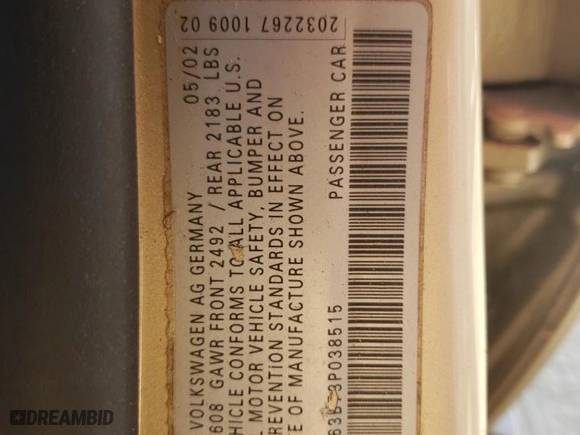 2032267 1009 02
VOLKSWAGEN AG GERMANY 05/02
608 GAWR FRONT 2492 / REAR 2183 LBS
HICLE CONFORMS TO ALL APPLICABLE U.S.
MOTOR VEHICLE SAFETY, BUMPER AND
REVENTION STANDARDS IN EFFECT ON
TE OF MANUFACTURE SHOWN ABOVE.
PASSENGER CAR
3P038515
DREAMBID